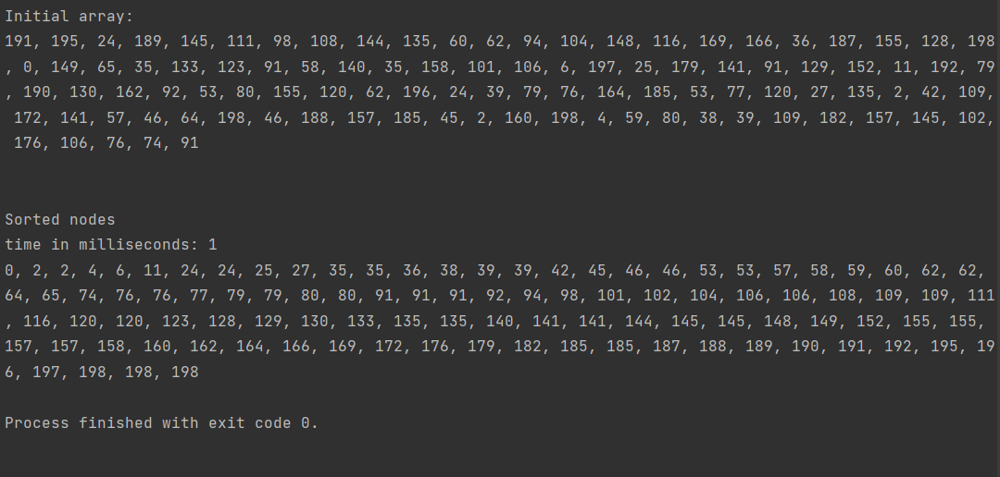 Initial array:
191, 195, 24, 189, 145, 111, 98, 108, 144, 135, 60, 62, 94, 104, 148, 116, 169, 166, 36, 187, 155, 128, 198
, 0, 149, 65, 35, 133, 123, 91, 58, 140, 35, 158, 101, 106, 6, 197, 25, 179, 141, 91, 129, 152, 11, 192, 79
, 190, 130, 162, 92, 53, 80, 155, 120, 62, 196, 24, 39, 79, 76, 164, 185, 53, 77, 120, 27, 135, 2, 42, 109,
172, 141, 57, 46, 64, 198, 46, 188, 157, 185, 45, 2, 160, 198, 4, 59, 80, 38, 39, 109, 182, 157, 145, 102,
176, 106, 76, 74, 91
Sorted nodes
time in milliseconds: 1
0, 2, 2, 4, 6, 11, 24, 24, 25, 27, 35, 35, 36, 38, 39, 39, 42, 45, 46, 46, 53, 53, 57, 58, 59, 60, 62, 62,
64, 65, 74, 76, 76, 77, 79, 79, 80, 80, 91, 91, 91, 92, 94, 98, 101, 102, 104, 106, 106, 108, 109, 109, 111
, 116, 120, 120, 123, 128, 129, 130, 133, 135, 135, 140, 141, 141, 144, 145, 145, 148, 149, 152, 155, 155,
157, 157, 158, 160, 162, 164, 166, 169, 172, 176, 179, 182, 185, 185, 187, 188, 189, 190, 191, 192, 195, 19
6, 197, 198, 198, 198
Process finished with exit code 0.